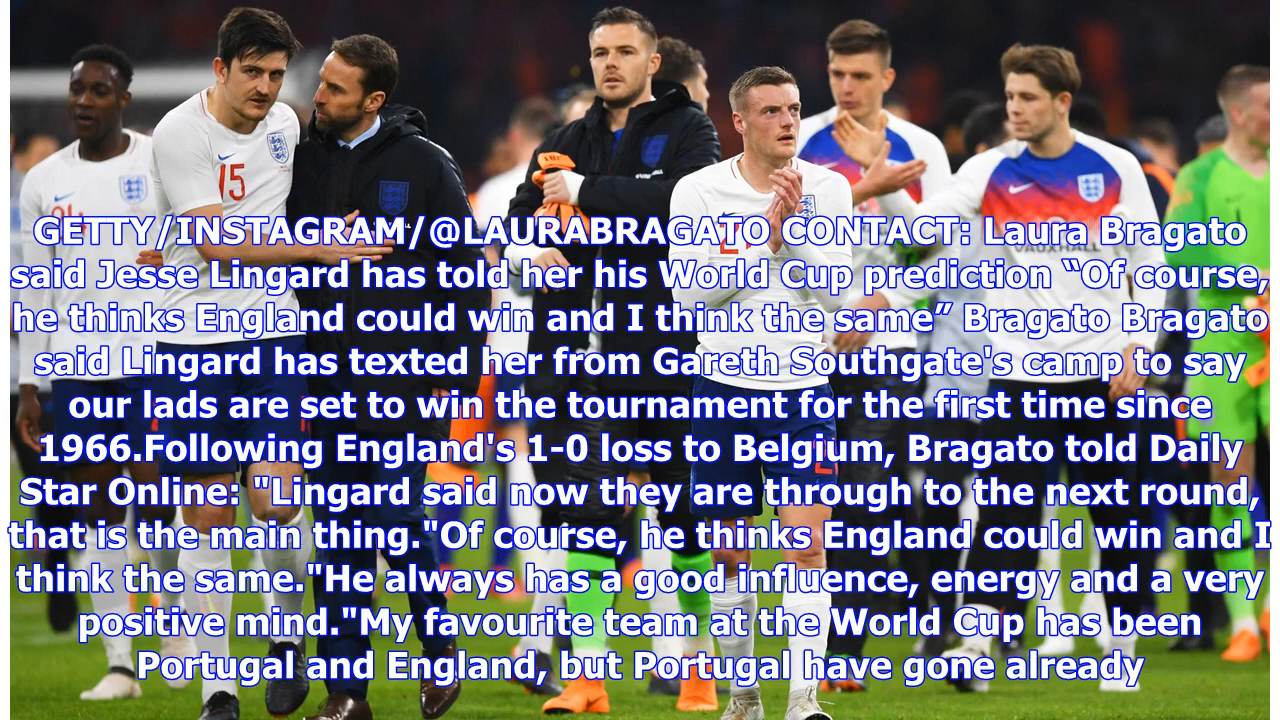 GETTY/INSTAGRAM/@LAURABRAGATO CONTACT: Laura Bragato
said Jesse Lingard has told her his World Cup prediction “Of course,
he thinks England could win and I think the same” Bragato Bragato
said Lingard has texted her from Gareth Southgate's camp to say
our lads are set to win the tournament for the first time since
1966.Following England's 1-0 loss to Belgium, Bragato told Daily
Star Online: "Lingard said now they are through to the next round,
that is the main thing."Of course, he thinks England could win and I
think the same."He always has a good influence, energy and a very
positive mind."My favourite team at the World Cup has been
Portugal and England, but Portugal have gone already
15
VAUXHALL